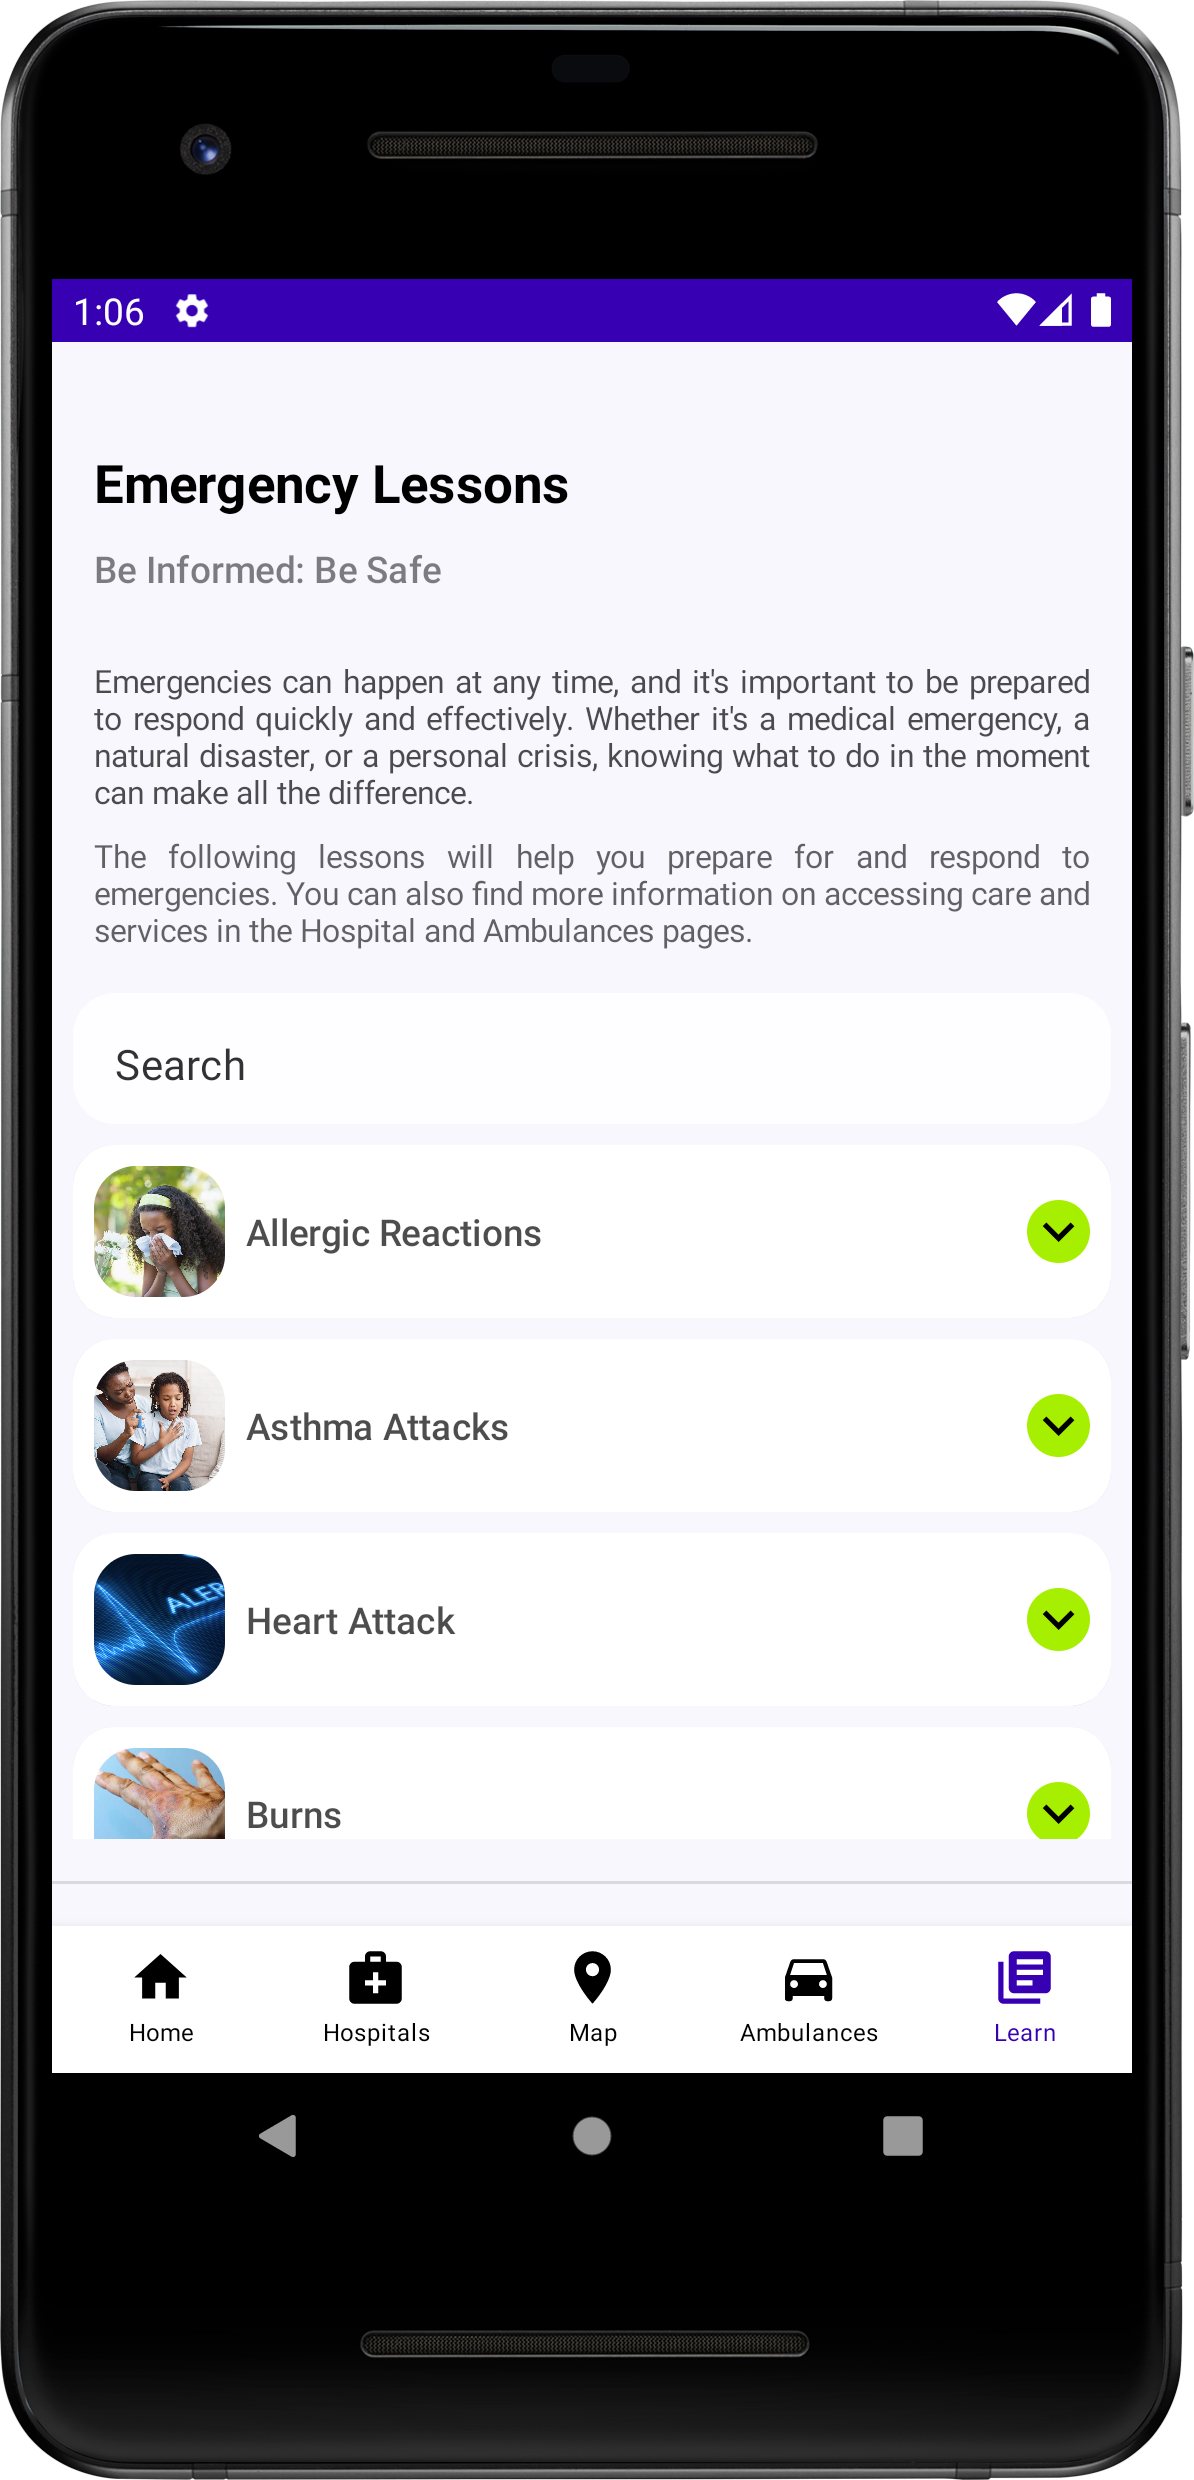 1:06
Emergency Lessons
Be Informed: Be Safe
Emergencies can happen at any time, and it's important to be prepared
to respond quickly and effectively. Whether it's a medical emergency, a
natural disaster, or a personal crisis, knowing what to do in the moment
can make all the difference.
The following lessons will help you prepare for and respond to
emergencies. You can also find more information on accessing care and
services in the Hospital and Ambulances pages.
Search
Allergic Reactions
Asthma Attacks
ALER
Heart Attack
Burns
Home
Hospitals
Map
Ambulances
Learn